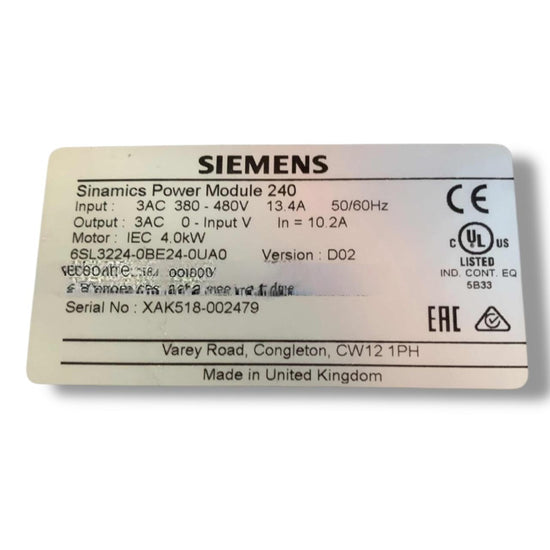 SIEMENS
Sinamics Power Module 240
Input : 3AC 380 - 480V 13.4A 50/60Hz
Output : 3AC 0 - Input V In = 10.2A
Motor : IEC 4.0kW
6SL3224-0BE24-0UA0 Version : D02
Serial No : XAK518-002479
CE
c UL us
LISTED
IND. CONT. EQ
5B33
EAC
Varey Road, Congleton, CW12 1PH
Made in United Kingdom